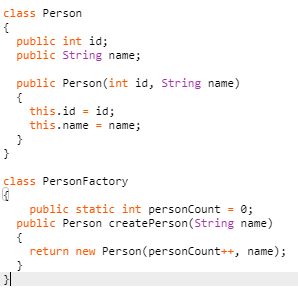 class Person
{
  public int id;
  public String name;

  public Person(int id, String name)
  {
    this.id = id;
    this.name = name;
  }
}

class PersonFactory
{
    public static int personCount = 0;
  public Person createPerson(String name)
  {
    return new Person(personCount++, name);
  }
}